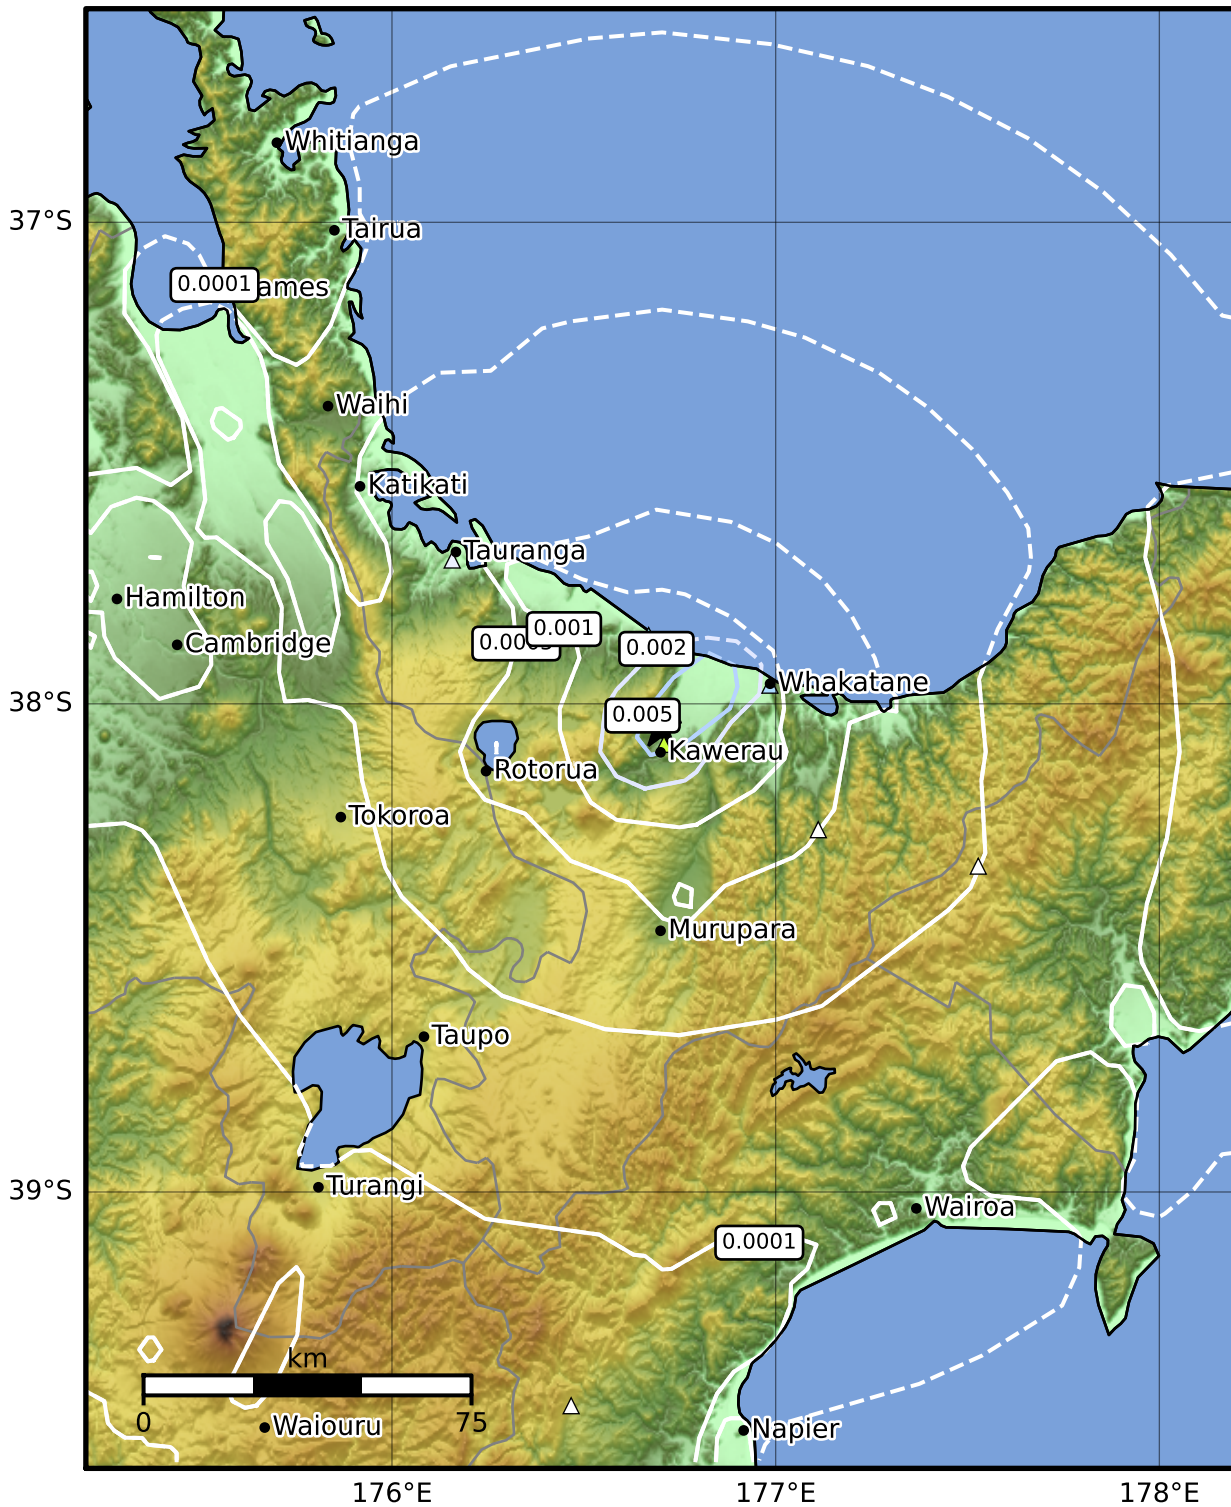 Whitianga
37°S
Tairua
0.0001
ames
Waihi
Katikati
Tauranga
Hamilton
0.001
Cambridge
0.002
Whakatane
38°S
0.005
Kawerau
Rotorua
Tokoroa
Murupara
Taupo
39°S
Turangi
Wairoa
0.0001
km
0
75
Waiouru
Napier
176°E
177°E
178°E